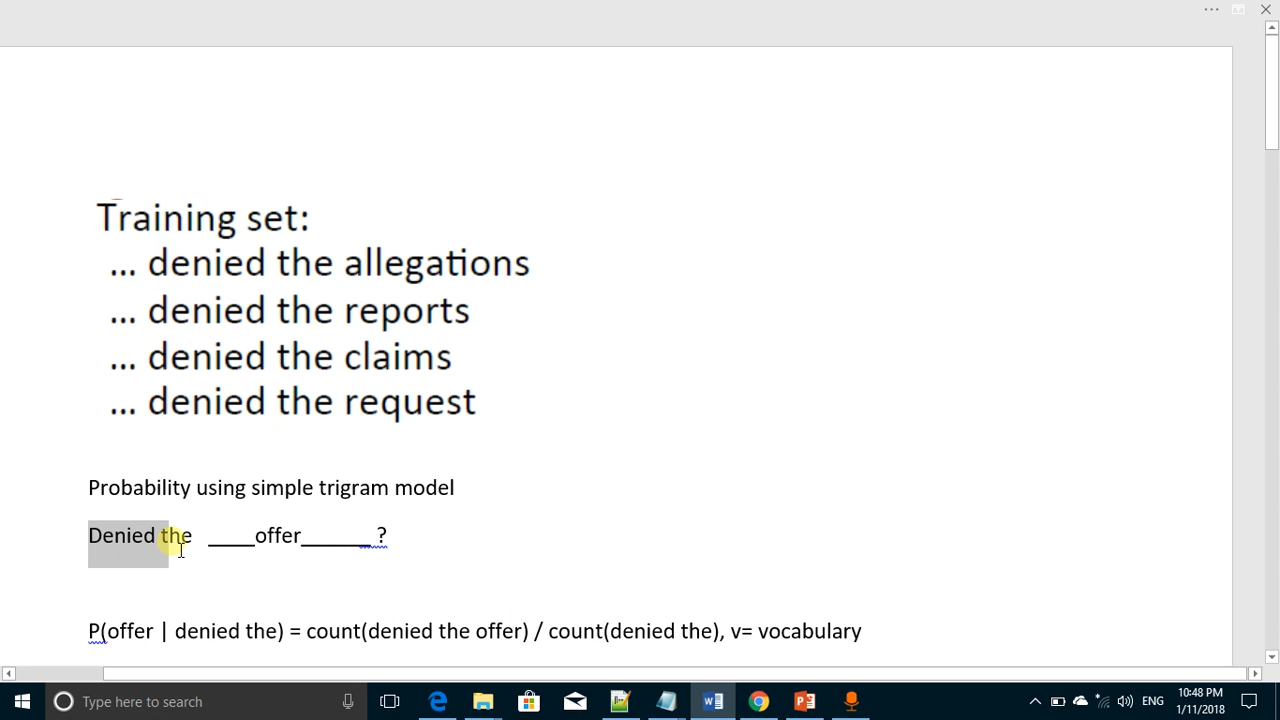 Training set:
... denied the allegations
... denied the reports
... denied the claims
... denied the request
Probability using simple trigram model
Denied the ____offer______ ?
P(offer | denied the) = count(denied the offer) / count(denied the), v= vocabulary
Type here to search
ENG
10:48 PM
1/11/2018